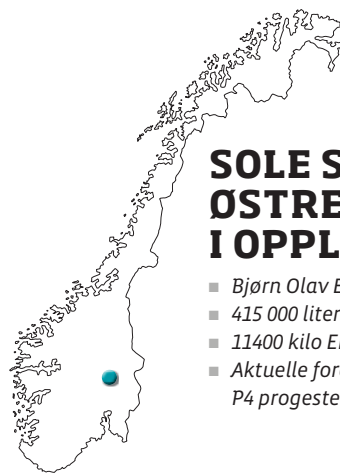 SOLE S
ØSTRE
I OPPL
Bjørn Olav
415 000 liter
11400 kilo
Aktuelle for
P4 progeste